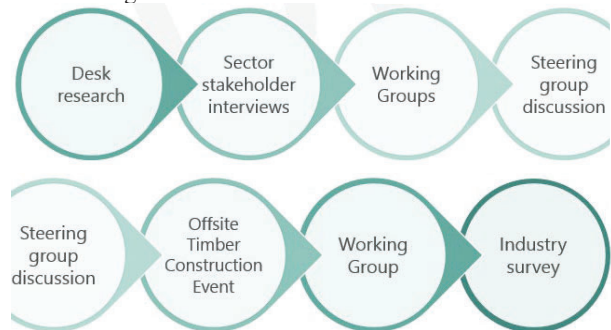 Desk
research
Sector
stakeholder
interviews
Working
Groups
Steering
group
discussion
Steering
group
discussion
Offsite
Timber
Construction
Event
Working
Group
Industry
survey